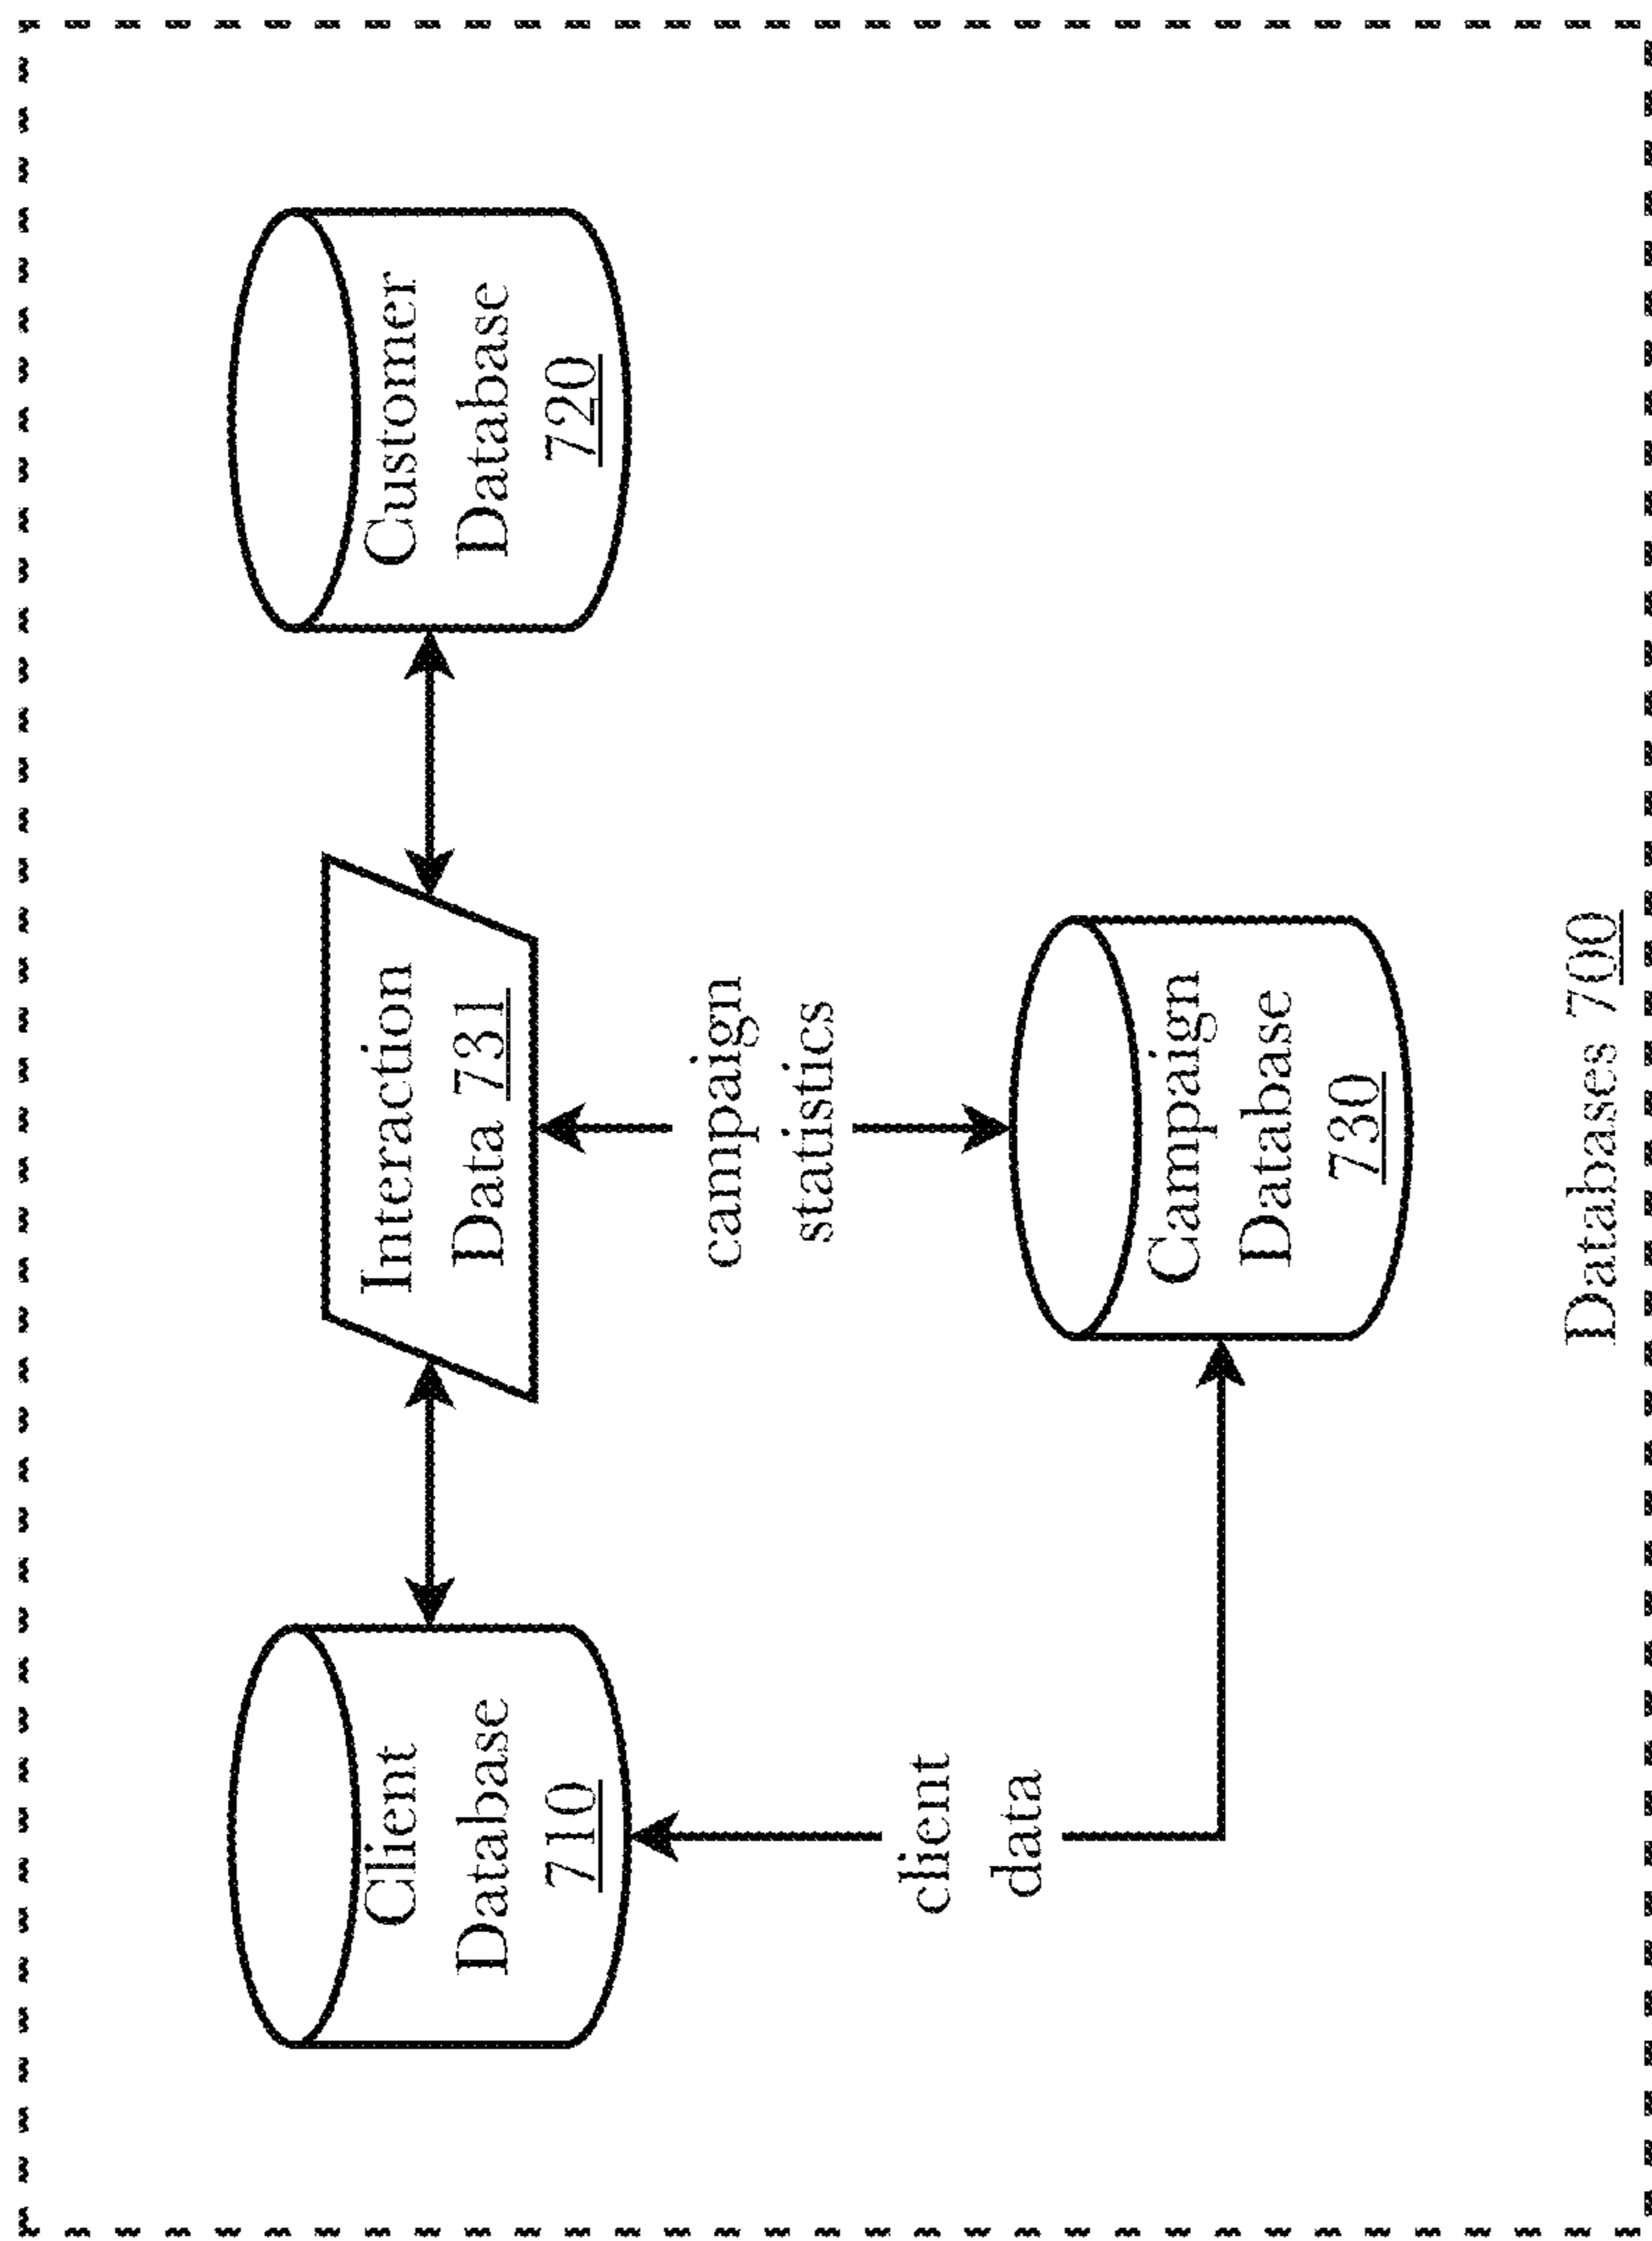 Client
Database
710
Interaction
Data 731
Customer
Database
720
client
data
campaign
statistics
Campaign
Database
730
Databases 700